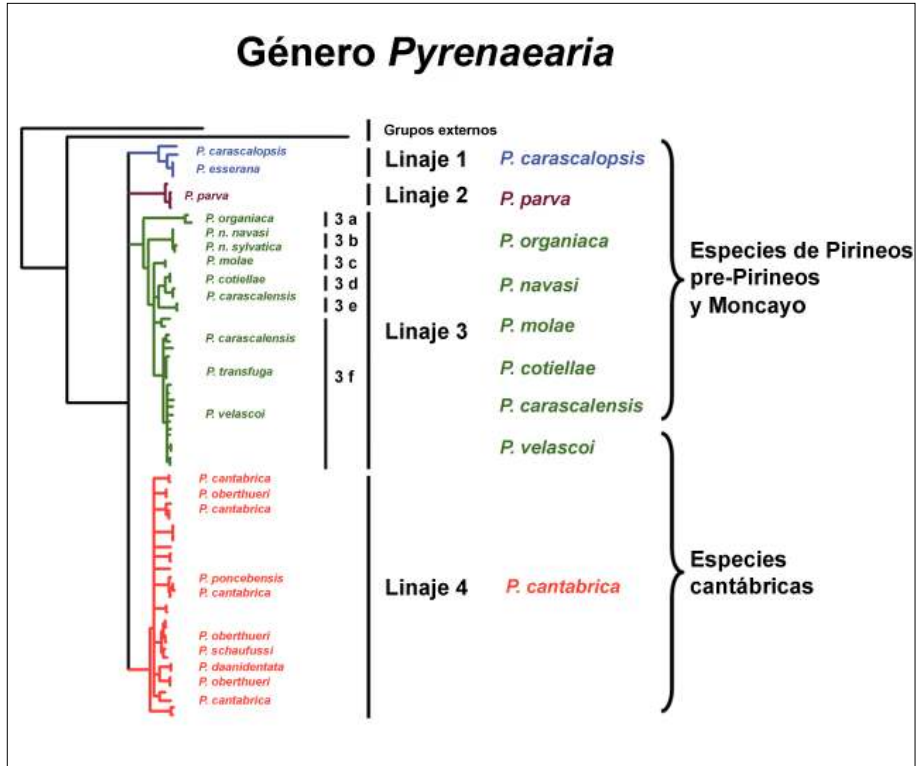 Género Pyrenaearia
Grupos externos
P. carascalopsis
P. esserana
Linaje 1
P. carascalopsis
P. parva
Linaje 2
P. parva
P. organiaca
3 a
P. n. navasi
P. n. sylvatica
3 b
P. molae
3 c
P. cotiellae
3 d
P. carascalensis
3 e
P. carascalensis
P. transfuga
3 f
P. velascoi
Linaje 3
P. organiaca
P. navasi
P. molae
P. cotiellae
P. carascalensis
P. velascoi
Especies de Pirineos
pre-Pirineos
y Moncayo
P. cantabrica
P. oberthueri
P. cantabrica
P. poncebensis
P. cantabrica
P. oberthueri
P. schaufussi
P. daanidentata
P. oberthueri
P. cantabrica
Linaje 4
P. cantabrica
Especies
cantábricas